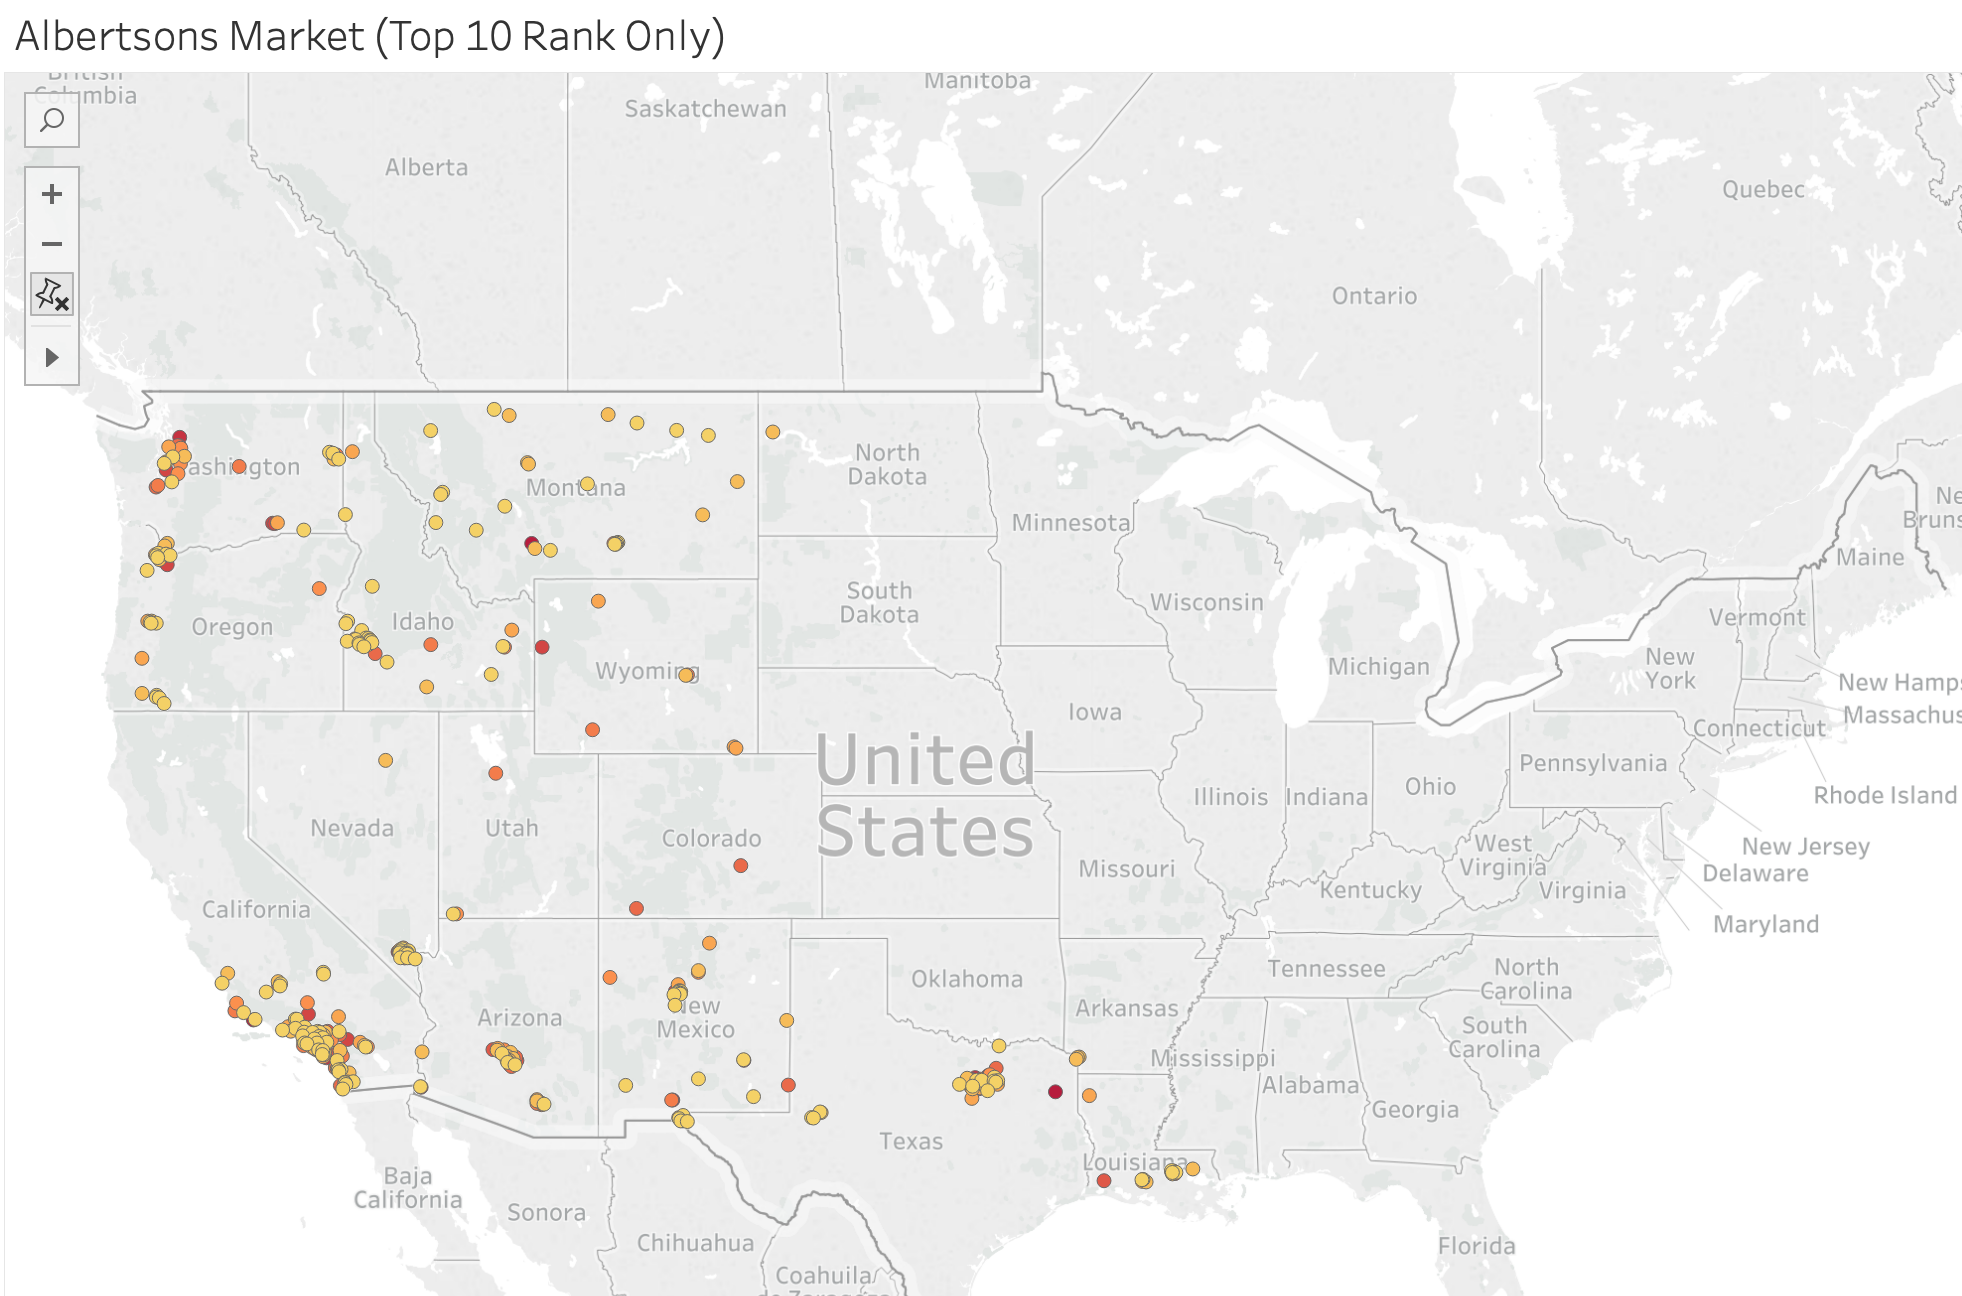 Albertsons Market (Top 10 Rank Only)
British
Columbia
Alberta
Saskatchewan
Manitoba
Ontario
Quebec
Washington
Montana
North
Dakota
Minnesota
Ne
Bruns
Maine
Oregon
Idaho
Wyoming
South
Dakota
Wisconsin
Michigan
Vermont
New
York
New Hamps
Massachus
Connecticut
Rhode Island
Iowa
United
States
Nevada
Utah
Colorado
Illinois
Indiana
Ohio
Pennsylvania
New Jersey
Delaware
Maryland
West
Virginia
Virginia
Missouri
Kentucky
California
Arizona
New
Mexico
Oklahoma
Arkansas
Tennessee
North
Carolina
South
Carolina
Mississippi
Alabama
Georgia
Texas
Louisiana
Florida
Baja
California
Sonora
Chihuahua
Coahuila
de Zaragoza